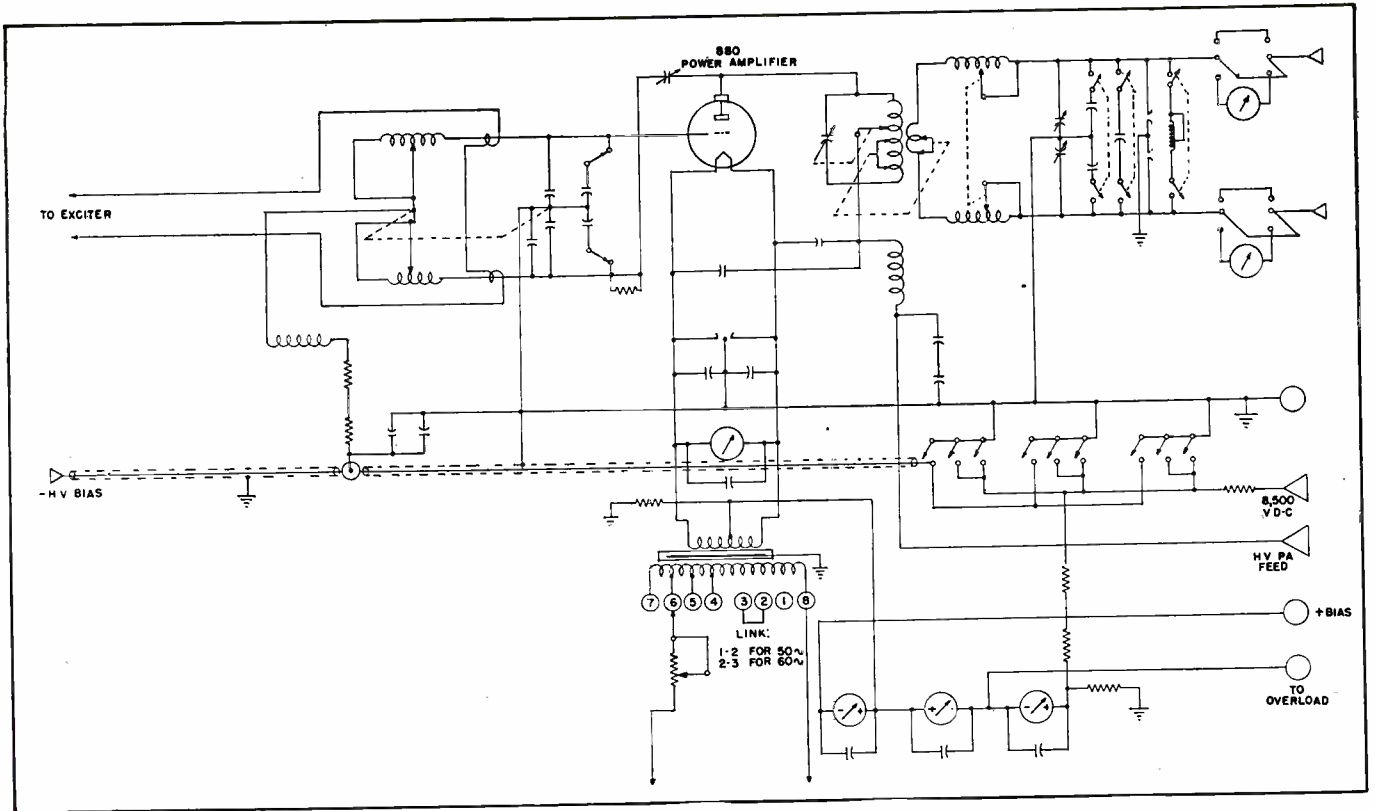 880
POWER AMPLIFIER
TO EXCITER
-HV BIAS
8,500
V D-C
HV PA
FEED
7 6 5 4 3 2 1 8
LINK:
1-2 FOR 50~
2-3 FOR 60~
+BIAS
TO
OVERLOAD
- +
+ -
- +